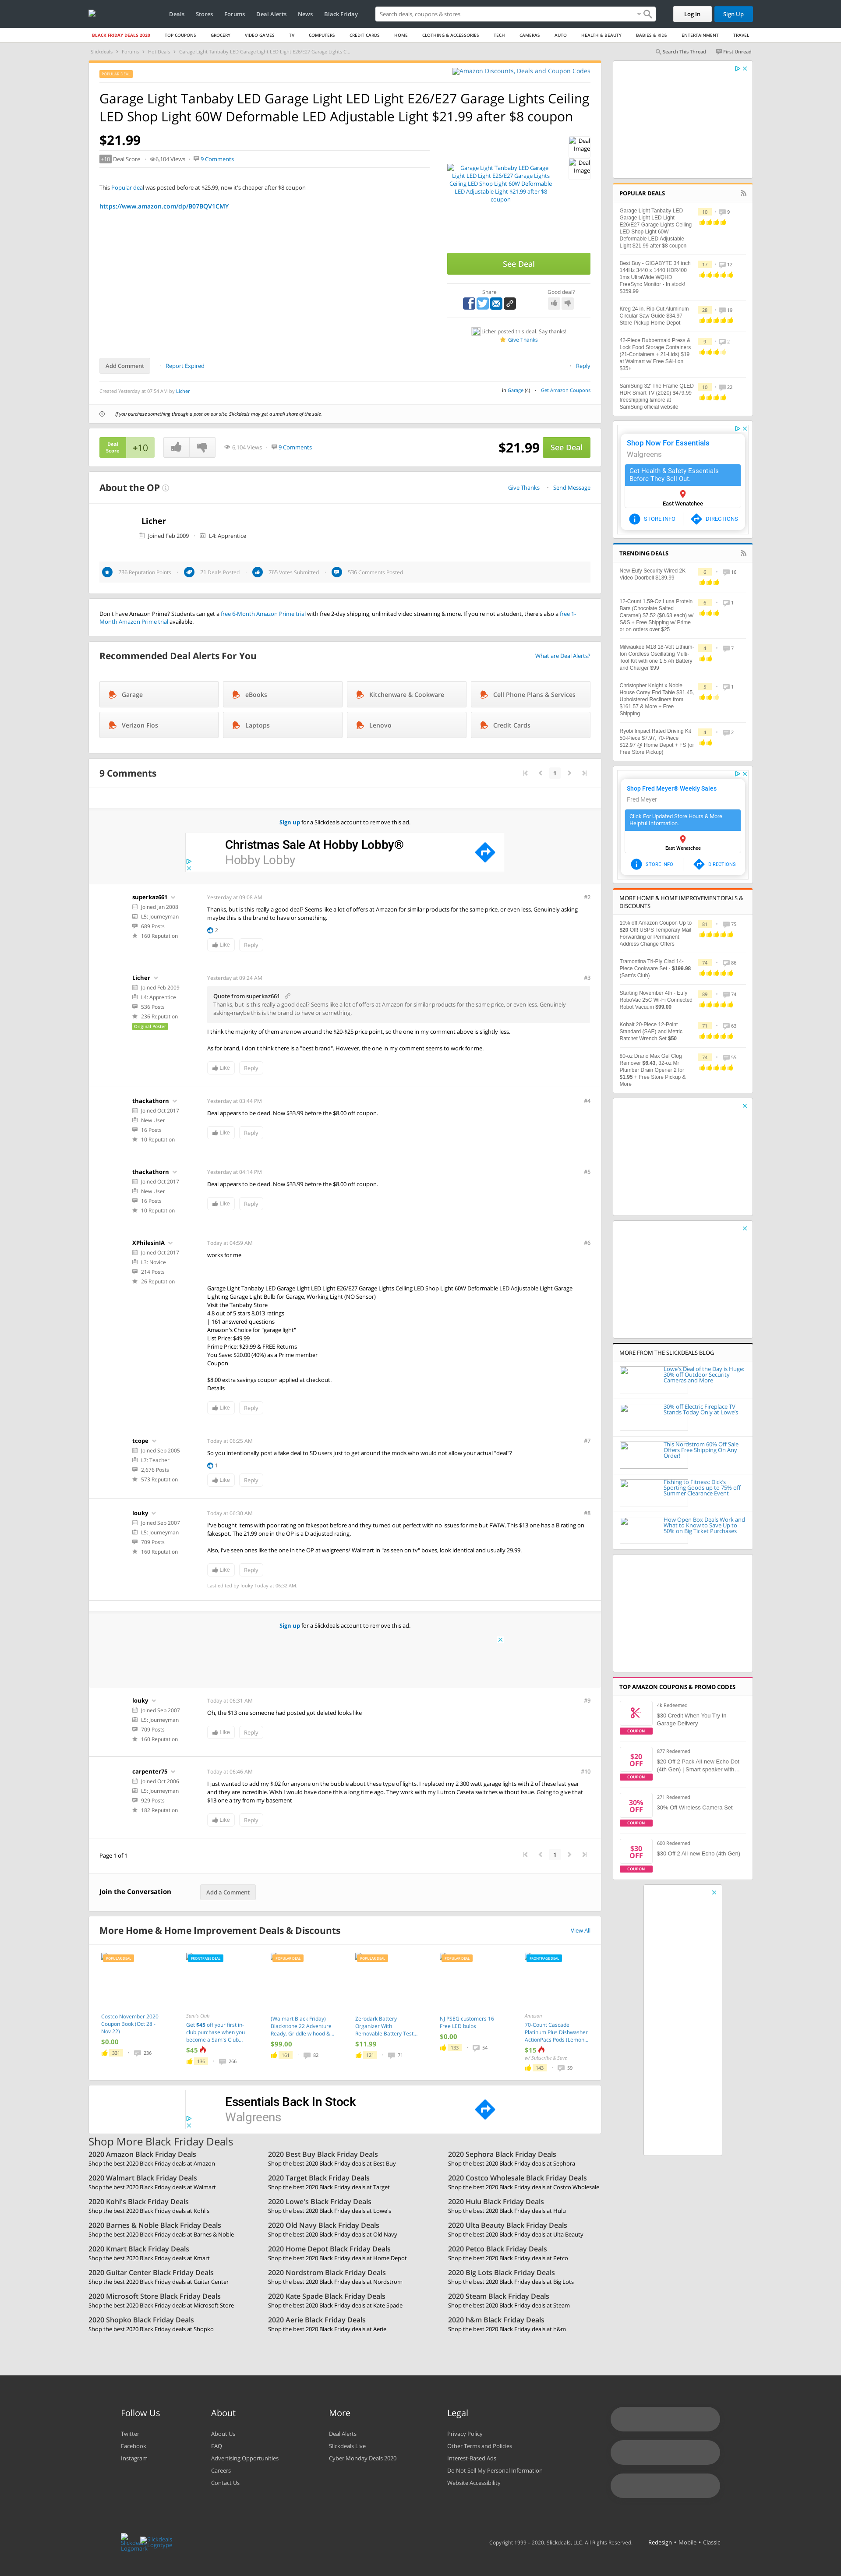 Deals
Stores
Forums
Deal Alerts
News
Black Friday
Search deals, coupons & stores
Log In
Sign Up
BLACK FRIDAY DEALS 2020
TOP COUPONS
GROCERY
VIDEO GAMES
TV
COMPUTERS
CREDIT CARDS
HOME
CLOTHING & ACCESSORIES
TECH
CAMERAS
AUTO
HEALTH & BEAUTY
BABIES & KIDS
ENTERTAINMENT
TRAVEL
Slickdeals
Forums
Hot Deals
Garage Light Tanbaby LED Garage Light LED Light E26/E27 Garage Lights C...
Search This Thread
First Unread
POPULAR DEAL
Amazon Discounts, Deals and Coupon Codes
Garage Light Tanbaby LED Garage Light LED Light E26/E27 Garage Lights Ceiling
LED Shop Light 60W Deformable LED Adjustable Light $21.99 after $8 coupon
$21.99
+10 Deal Score
6,104 Views
9 Comments
This Popular deal was posted before at $25.99, now it's cheaper after $8 coupon
https://www.amazon.com/dp/B07BQV1CMY
Garage Light Tanbaby LED Garage
Light LED Light E26/E27 Garage Lights
Ceiling LED Shop Light 60W Deformable
LED Adjustable Light $21.99 after $8
coupon
Deal
Image
Deal
Image
See Deal
Share
Good deal?
Licher posted this deal. Say thanks!
Give Thanks
Add Comment
Report Expired
Reply
Created Yesterday at 07:54 AM by Licher
in Garage (4)
Get Amazon Coupons
If you purchase something through a post on our site, Slickdeals may get a small share of the sale.
Deal
Score
+10
6,104 Views
9 Comments
$21.99
See Deal
About the OP
Give Thanks
Send Message
Licher
Joined Feb 2009
L4: Apprentice
236 Reputation Points
21 Deals Posted
765 Votes Submitted
536 Comments Posted
Don't have Amazon Prime? Students can get a free 6-Month Amazon Prime trial with free 2-day shipping, unlimited video streaming & more. If you're not a student, there's also a free 1-
Month Amazon Prime trial available.
Recommended Deal Alerts For You
What are Deal Alerts?
Garage
eBooks
Kitchenware & Cookware
Cell Phone Plans & Services
Verizon Fios
Laptops
Lenovo
Credit Cards
9 Comments
1
Sign up for a Slickdeals account to remove this ad.
Christmas Sale At Hobby Lobby®
Hobby Lobby
superkaz661
Joined Jan 2008
L5: Journeyman
689 Posts
160 Reputation
Yesterday at 09:08 AM
#2
Thanks, but is this really a good deal? Seems like a lot of offers at Amazon for similar products for the same price, or even less. Genuinely asking-
maybe this is the brand to have or something.
2
Like
Reply
Licher
Joined Feb 2009
L4: Apprentice
536 Posts
236 Reputation
Original Poster
Yesterday at 09:24 AM
#3
Quote from superkaz661
Thanks, but is this really a good deal? Seems like a lot of offers at Amazon for similar products for the same price, or even less. Genuinely
asking-maybe this is the brand to have or something.
I think the majority of them are now around the $20-$25 price point, so the one in my comment above is slightly less.
As for brand, I don't think there is a "best brand". However, the one in my comment seems to work for me.
Like
Reply
thackathorn
Joined Oct 2017
New User
16 Posts
10 Reputation
Yesterday at 03:44 PM
#4
Deal appears to be dead. Now $33.99 before the $8.00 off coupon.
Like
Reply
thackathorn
Joined Oct 2017
New User
16 Posts
10 Reputation
Yesterday at 04:14 PM
#5
Deal appears to be dead. Now $33.99 before the $8.00 off coupon.
Like
Reply
XPhilesinIA
Joined Oct 2017
L3: Novice
214 Posts
26 Reputation
Today at 04:59 AM
#6
works for me
Garage Light Tanbaby LED Garage Light LED Light E26/E27 Garage Lights Ceiling LED Shop Light 60W Deformable LED Adjustable Light Garage
Lighting Garage Light Bulb for Garage, Working Light (NO Sensor)
Visit the Tanbaby Store
4.8 out of 5 stars 8,013 ratings
| 161 answered questions
Amazon's Choice for "garage light"
List Price: $49.99
Prime Price: $29.99 & FREE Returns
You Save: $20.00 (40%) as a Prime member
Coupon
$8.00 extra savings coupon applied at checkout.
Details
Like
Reply
tcope
Joined Sep 2005
L7: Teacher
2,676 Posts
573 Reputation
Today at 06:25 AM
#7
So you intentionally post a fake deal to SD users just to get around the mods who would not allow your actual "deal"?
1
Like
Reply
louky
Joined Sep 2007
L5: Journeyman
709 Posts
160 Reputation
Today at 06:30 AM
#8
I've bought items with poor rating on fakespot before and they turned out perfect with no issues for me but FWIW. This $13 one has a B rating on
fakespot. The $21.99 one in the OP is a D adjusted rating.
Also, i've seen ones like the one in the OP at walgreens/ Walmart in "as seen on tv" boxes, look identical and usually 29.99.
Like
Reply
Last edited by louky Today at 06:32 AM.
Sign up for a Slickdeals account to remove this ad.
louky
Joined Sep 2007
L5: Journeyman
709 Posts
160 Reputation
Today at 06:31 AM
#9
Oh, the $13 one someone had posted got deleted looks like
Like
Reply
carpenter75
Joined Oct 2006
L5: Journeyman
929 Posts
182 Reputation
Today at 06:46 AM
#10
I just wanted to add my $.02 for anyone on the bubble about these type of lights. I replaced my 2 300 watt garage lights with 2 of these last year
and they are incredible. Wish I would have done this a long time ago. They work with my Lutron Caseta switches without issue. Going to give that
$13 one a try from my basement
Like
Reply
Page 1 of 1
1
Join the Conversation
Add a Comment
More Home & Home Improvement Deals & Discounts
View All
POPULAR DEAL
Costco November 2020
Coupon Book (Oct 28 -
Nov 22)
$0.00
331
236
FRONTPAGE DEAL
Sam's Club
Get $45 off your first in-
club purchase when you
become a Sam's Club...
$45
136
266
POPULAR DEAL
(Walmart Black Friday)
Blackstone 22 Adventure
Ready, Griddle w hood &...
$99.00
161
82
POPULAR DEAL
Zerodark Battery
Organizer With
Removable Battery Test...
$11.99
121
71
POPULAR DEAL
NJ PSEG customers 16
Free LED bulbs
$0.00
133
54
FRONTPAGE DEAL
Amazon
70-Count Cascade
Platinum Plus Dishwasher
ActionPacs Pods (Lemon...
$15
w/ Subscribe & Save
143
59
Essentials Back In Stock
Walgreens
POPULAR DEALS
Garage Light Tanbaby LED
Garage Light LED Light
E26/E27 Garage Lights Ceiling
LED Shop Light 60W
Deformable LED Adjustable
Light $21.99 after $8 coupon
10
9
Best Buy - GIGABYTE 34 inch
144Hz 3440 x 1440 HDR400
1ms UltraWide WQHD
FreeSync Monitor - In stock!
$359.99
17
12
Kreg 24 in. Rip-Cut Aluminum
Circular Saw Guide $34.97
Store Pickup Home Depot
28
19
42-Piece Rubbermaid Press &
Lock Food Storage Containers
(21-Containers + 21-Lids) $19
at Walmart w/ Free S&H on
$35+
9
2
SamSung 32' The Frame QLED
HDR Smart TV (2020) $479.99
freeshipping &more at
SamSung official website
10
22
Shop Now For Essentials
Walgreens
Get Health & Safety Essentials
Before They Sell Out.
East Wenatchee
STORE INFO
DIRECTIONS
TRENDING DEALS
New Eufy Security Wired 2K
Video Doorbell $139.99
6
16
12-Count 1.59-Oz Luna Protein
Bars (Chocolate Salted
Caramel) $7.52 ($0.63 each) w/
S&S + Free Shipping w/ Prime
or on orders over $25
6
1
Milwaukee M18 18-Volt Lithium-
Ion Cordless Oscillating Multi-
Tool Kit with one 1.5 Ah Battery
and Charger $99
4
7
Christopher Knight x Noble
House Corey End Table $31.45,
Upholstered Recliners from
$161.57 & More + Free
Shipping
5
1
Ryobi Impact Rated Driving Kit
50-Piece $7.97, 70-Piece
$12.97 @ Home Depot + FS (or
Free Store Pickup)
4
2
Shop Fred Meyer® Weekly Sales
Fred Meyer
Click For Updated Store Hours & More
Helpful Information.
East Wenatchee
STORE INFO
DIRECTIONS
MORE HOME & HOME IMPROVEMENT DEALS &
DISCOUNTS
10% off Amazon Coupon Up to
$20 Off! USPS Temporary Mail
Forwarding or Permanent
Address Change Offers
81
75
Tramontina Tri-Ply Clad 14-
Piece Cookware Set - $199.98
(Sam's Club)
74
86
Starting November 4th - Eufy
RoboVac 25C Wi-Fi Connected
Robot Vacuum $99.00
89
74
Kobalt 20-Piece 12-Point
Standard (SAE) and Metric
Ratchet Wrench Set $50
71
63
80-oz Drano Max Gel Clog
Remover $6.43, 32-oz Mr
Plumber Drain Opener 2 for
$1.95 + Free Store Pickup &
More
74
55
MORE FROM THE SLICKDEALS BLOG
Lowe's Deal of the Day is Huge:
30% off Outdoor Security
Cameras and More
30% off Electric Fireplace TV
Stands Today Only at Lowe's
This Nordstrom 60% Off Sale
Offers Free Shipping On Any
Order!
Fishing to Fitness: Dick's
Sporting Goods up to 75% off
Summer Clearance Event
How Open Box Deals Work and
What to Know to Save Up to
50% on Big Ticket Purchases
TOP AMAZON COUPONS & PROMO CODES
COUPON
4k Redeemed
$30 Credit When You Try In-
Garage Delivery
$20
OFF
COUPON
877 Redeemed
$20 Off 2 Pack All-new Echo Dot
(4th Gen) | Smart speaker with...
30%
OFF
COUPON
271 Redeemed
30% Off Wireless Camera Set
$30
OFF
COUPON
660 Redeemed
$30 Off 2 All-new Echo (4th Gen)
Shop More Black Friday Deals
2020 Amazon Black Friday Deals
Shop the best 2020 Black Friday deals at Amazon
2020 Best Buy Black Friday Deals
Shop the best 2020 Black Friday deals at Best Buy
2020 Sephora Black Friday Deals
Shop the best 2020 Black Friday deals at Sephora
2020 Walmart Black Friday Deals
Shop the best 2020 Black Friday deals at Walmart
2020 Target Black Friday Deals
Shop the best 2020 Black Friday deals at Target
2020 Costco Wholesale Black Friday Deals
Shop the best 2020 Black Friday deals at Costco Wholesale
2020 Kohl's Black Friday Deals
Shop the best 2020 Black Friday deals at Kohl's
2020 Lowe's Black Friday Deals
Shop the best 2020 Black Friday deals at Lowe's
2020 Hulu Black Friday Deals
Shop the best 2020 Black Friday deals at Hulu
2020 Barnes & Noble Black Friday Deals
Shop the best 2020 Black Friday deals at Barnes & Noble
2020 Old Navy Black Friday Deals
Shop the best 2020 Black Friday deals at Old Navy
2020 Ulta Beauty Black Friday Deals
Shop the best 2020 Black Friday deals at Ulta Beauty
2020 Kmart Black Friday Deals
Shop the best 2020 Black Friday deals at Kmart
2020 Home Depot Black Friday Deals
Shop the best 2020 Black Friday deals at Home Depot
2020 Petco Black Friday Deals
Shop the best 2020 Black Friday deals at Petco
2020 Guitar Center Black Friday Deals
Shop the best 2020 Black Friday deals at Guitar Center
2020 Nordstrom Black Friday Deals
Shop the best 2020 Black Friday deals at Nordstrom
2020 Big Lots Black Friday Deals
Shop the best 2020 Black Friday deals at Big Lots
2020 Microsoft Store Black Friday Deals
Shop the best 2020 Black Friday deals at Microsoft Store
2020 Kate Spade Black Friday Deals
Shop the best 2020 Black Friday deals at Kate Spade
2020 Steam Black Friday Deals
Shop the best 2020 Black Friday deals at Steam
2020 Shopko Black Friday Deals
Shop the best 2020 Black Friday deals at Shopko
2020 Aerie Black Friday Deals
Shop the best 2020 Black Friday deals at Aerie
2020 h&m Black Friday Deals
Shop the best 2020 Black Friday deals at h&m
Follow Us
Twitter
Facebook
Instagram
About
About Us
FAQ
Advertising Opportunities
Careers
Contact Us
More
Deal Alerts
Slickdeals Live
Cyber Monday Deals 2020
Legal
Privacy Policy
Other Terms and Policies
Interest-Based Ads
Do Not Sell My Personal Information
Website Accessibility
Slickdeals
Logotype
Copyright 1999 – 2020. Slickdeals, LLC. All Rights Reserved.
Redesign • Mobile • Classic